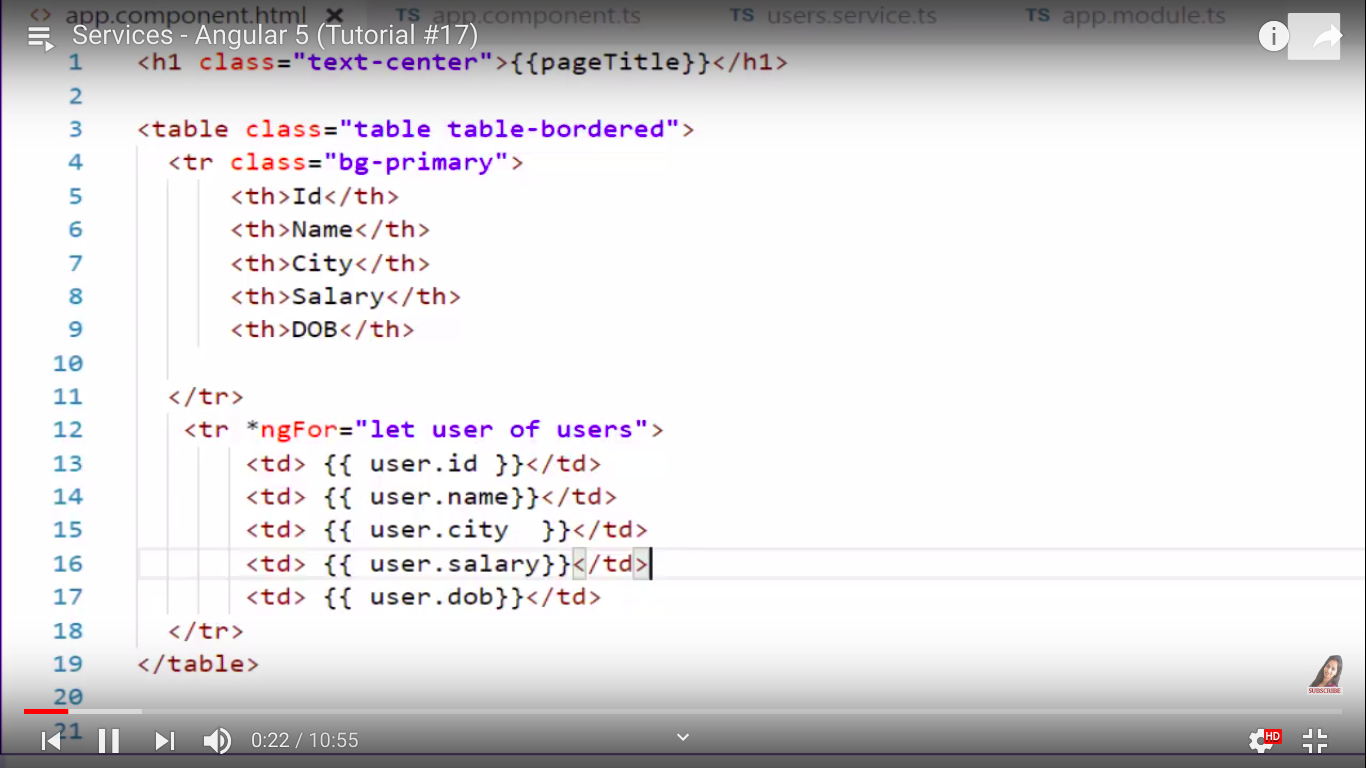 app.component.html
TS app.component.ts
TS users.service.ts
TS app.module.ts
Services - Angular 5 (Tutorial #17)
1 <h1 class="text-center">{{pageTitle}}</h1>
2
3 <table class="table table-bordered">
4 <tr class="bg-primary">
5 <th>Id</th>
6 <th>Name</th>
7 <th>City</th>
8 <th>Salary</th>
9 <th>DOB</th>
10
11 </tr>
12 <tr *ngFor="let user of users">
13 <td> {{ user.id }}</td>
14 <td> {{ user.name}}</td>
15 <td> {{ user.city  }}</td>
16 <td> {{ user.salary}}</td>
17 <td> {{ user.dob}}</td>
18 </tr>
19 </table>
20
21
SUBSCRIBE
0:22 / 10:55
HD